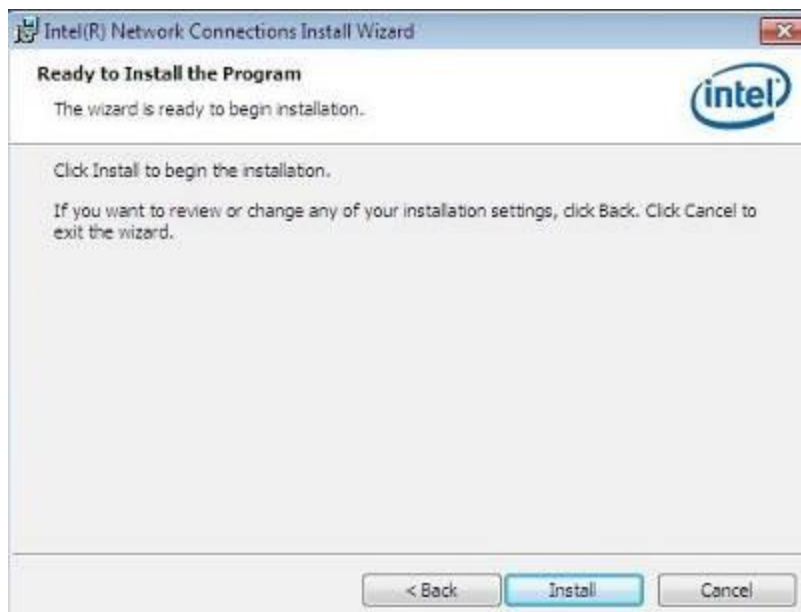 Intel(R) Network Connections Install Wizard
Ready to Install the Program
The wizard is ready to begin installation.
intel
Click Install to begin the installation.
If you want to review or change any of your installation settings, click Back. Click Cancel to
exit the wizard.
< Back
Install
Cancel